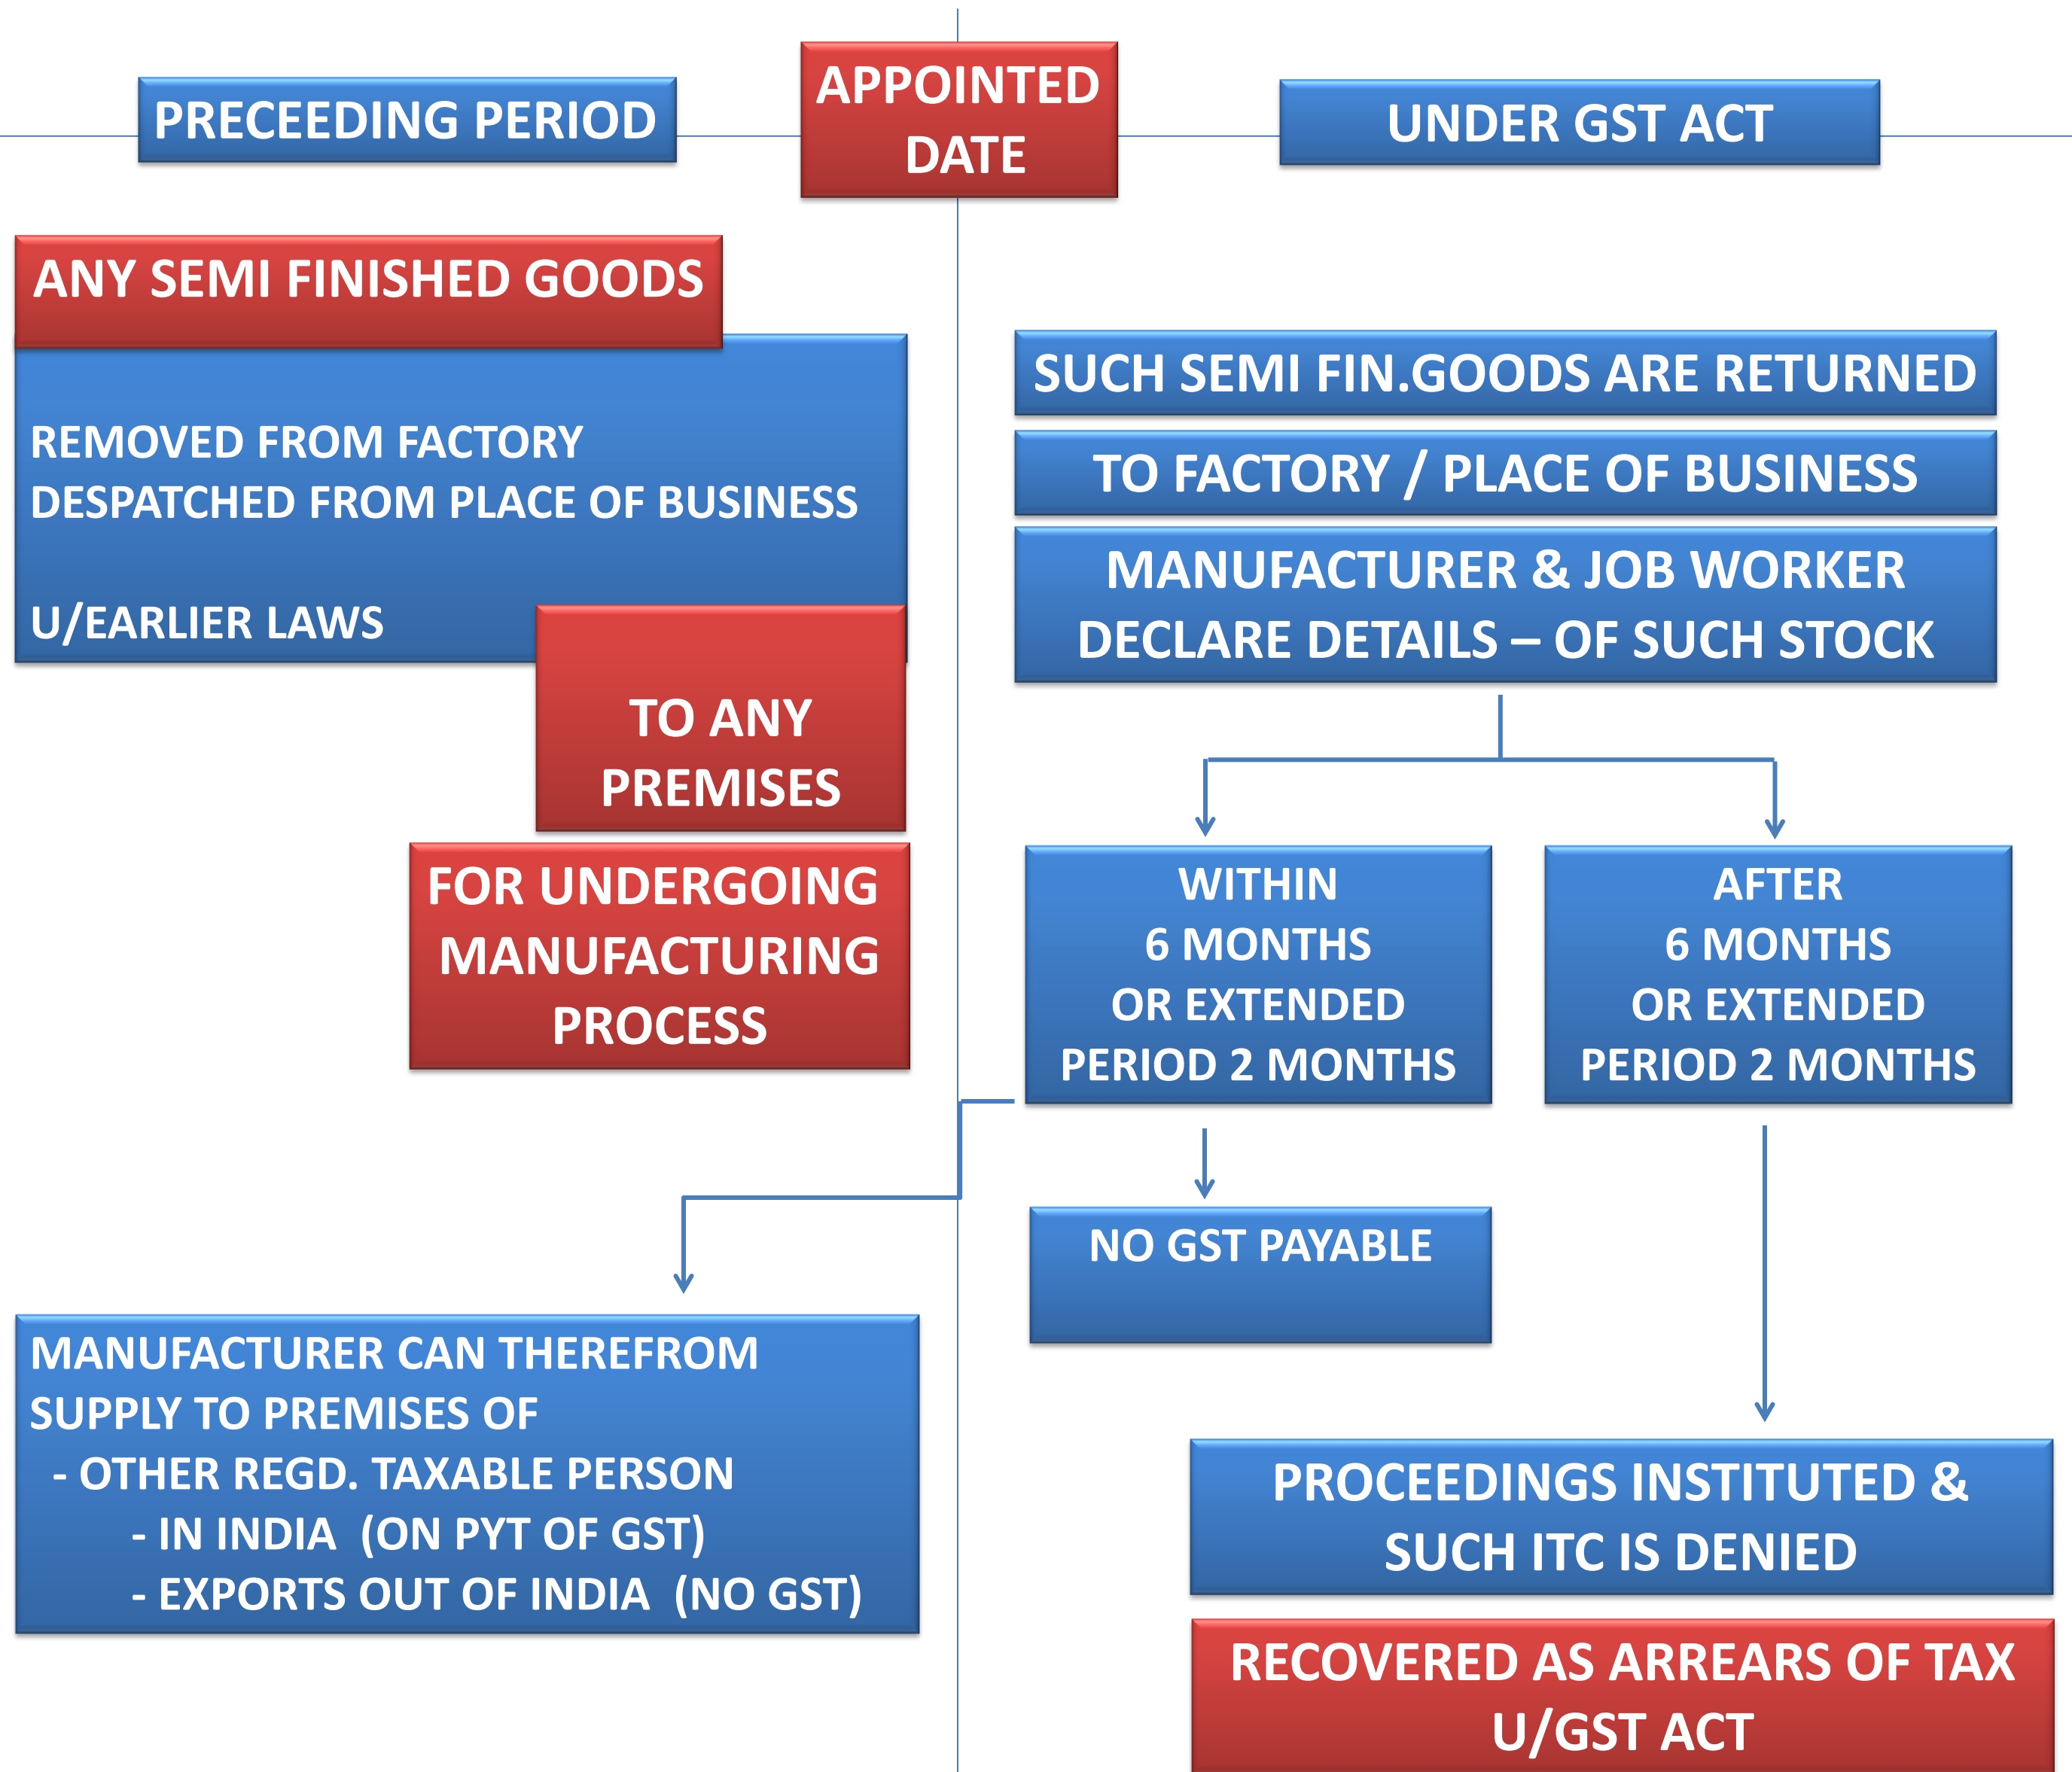 PRECEEDING PERIOD
APPOINTED
DATE
UNDER GST ACT
ANY SEMI FINISHED GOODS
REMOVED FROM FACTORY
DESPATCHED FROM PLACE OF BUSINESS
U/EARLIER LAWS
TO ANY
PREMISES
FOR UNDERGOING
MANUFACTURING
PROCESS
SUCH SEMI FIN.GOODS ARE RETURNED
TO FACTORY / PLACE OF BUSINESS
MANUFACTURER & JOB WORKER
DECLARE DETAILS – OF SUCH STOCK
WITHIN
6 MONTHS
OR EXTENDED
PERIOD 2 MONTHS
AFTER
6 MONTHS
OR EXTENDED
PERIOD 2 MONTHS
NO GST PAYABLE
MANUFACTURER CAN THEREFROM
SUPPLY TO PREMISES OF
- OTHER REGD. TAXABLE PERSON
- IN INDIA (ON PYT OF GST)
- EXPORTS OUT OF INDIA (NO GST)
PROCEEDINGS INSTITUTED &
SUCH ITC IS DENIED
RECOVERED AS ARREARS OF TAX
U/GST ACT